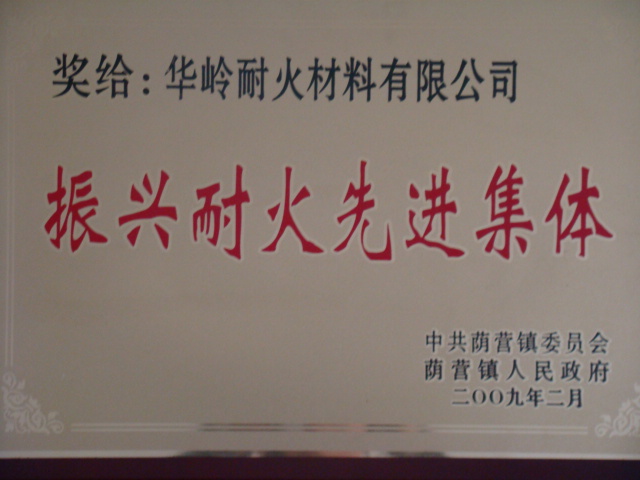 奖给：华岭耐火材料有限公司
振兴耐火先进集体
中共荫营镇委员会
荫营镇人民政府
二〇〇九年二月